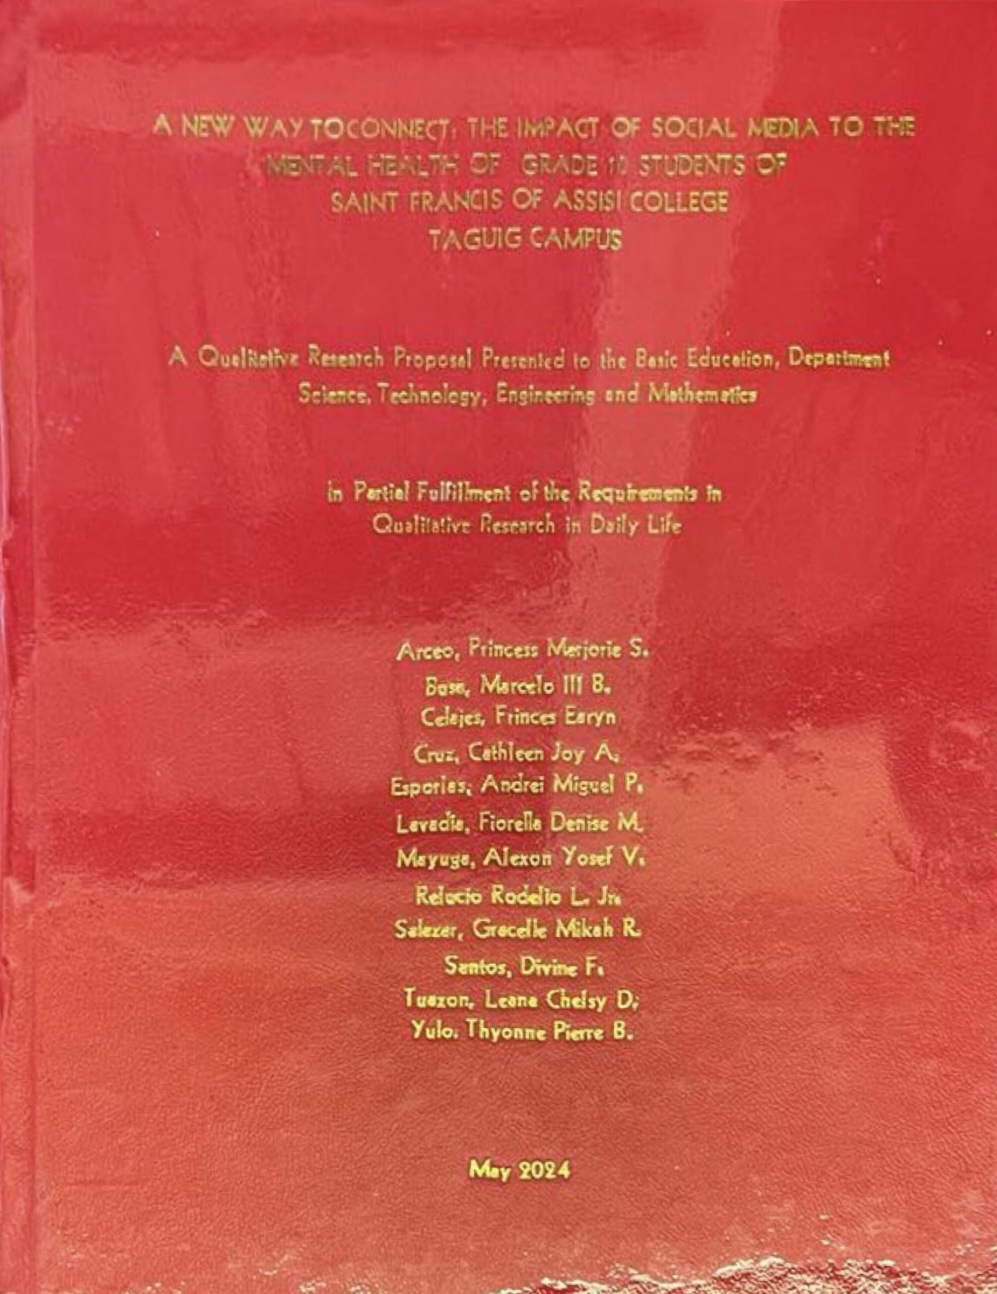 A NEW WAY TOCONNECT: THE IMPACT OF SOCIAL MEDIA TO THE
MENTAL HEALTH OF GRADE 10 STUDENTS OF
SAINT FRANCIS OF ASSISI COLLEGE
TAGUIG CAMPUS
A Qualitative Research Proposal Presented to the Basic Education, Department
Science, Technology, Engineering and Mathematics
in Partial Fulfillment of the Requirements in
Qualitative Research in Daily Life
Arceo, Princess Merjorie S.
Basa, Marcelo III B.
Celajes, Frinces Earyn
Cruz, Cathleen Joy A.
Esporias, Andrei Miguel P.
Lavadia, Fiorella Denise M.
Mayuga, Alexon Yosef V.
Relucio Rodelio L. Jr.
Salazar, Gracelle Mikah R.
Santos, Divine F.
Tuazon, Leana Chelsy D.
Yulo. Thyonne Pierre B.
May 2024